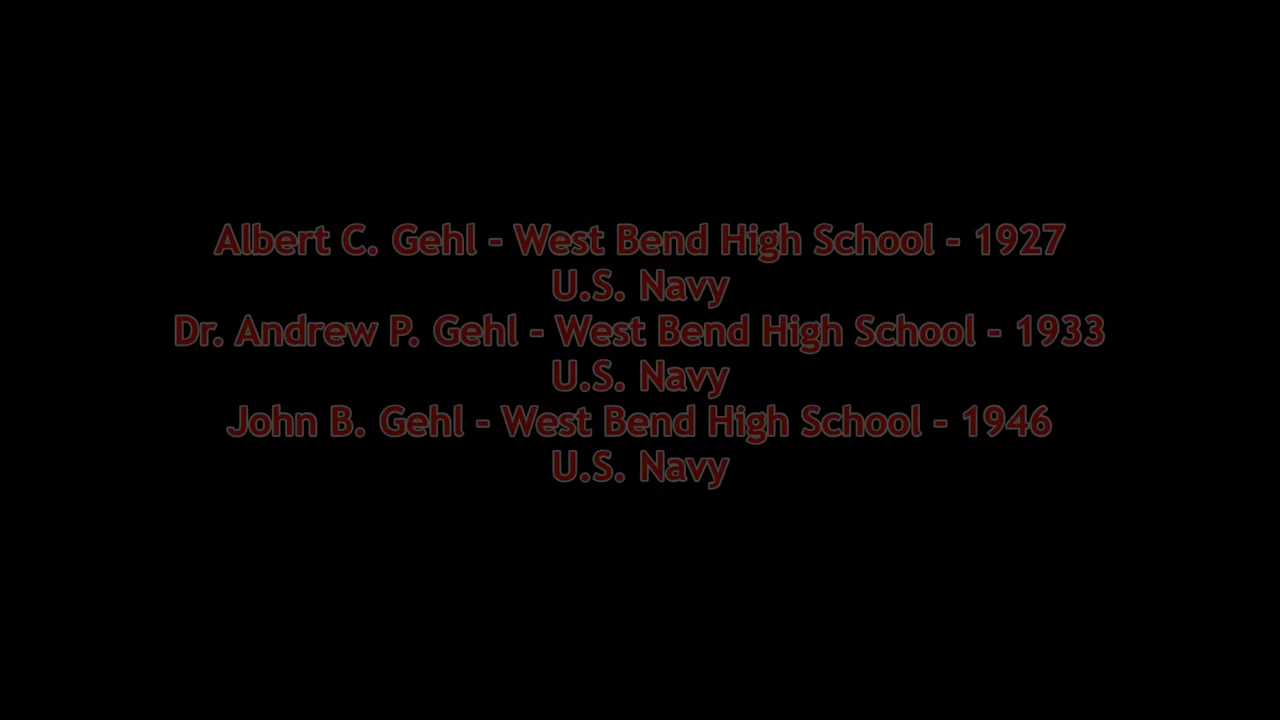 Albert C. Gehl - West Bend High School - 1927
U.S. Navy
Dr. Andrew P. Gehl - West Bend High School - 1933
U.S. Navy
John B. Gehl - West Bend High School - 1946
U.S. Navy